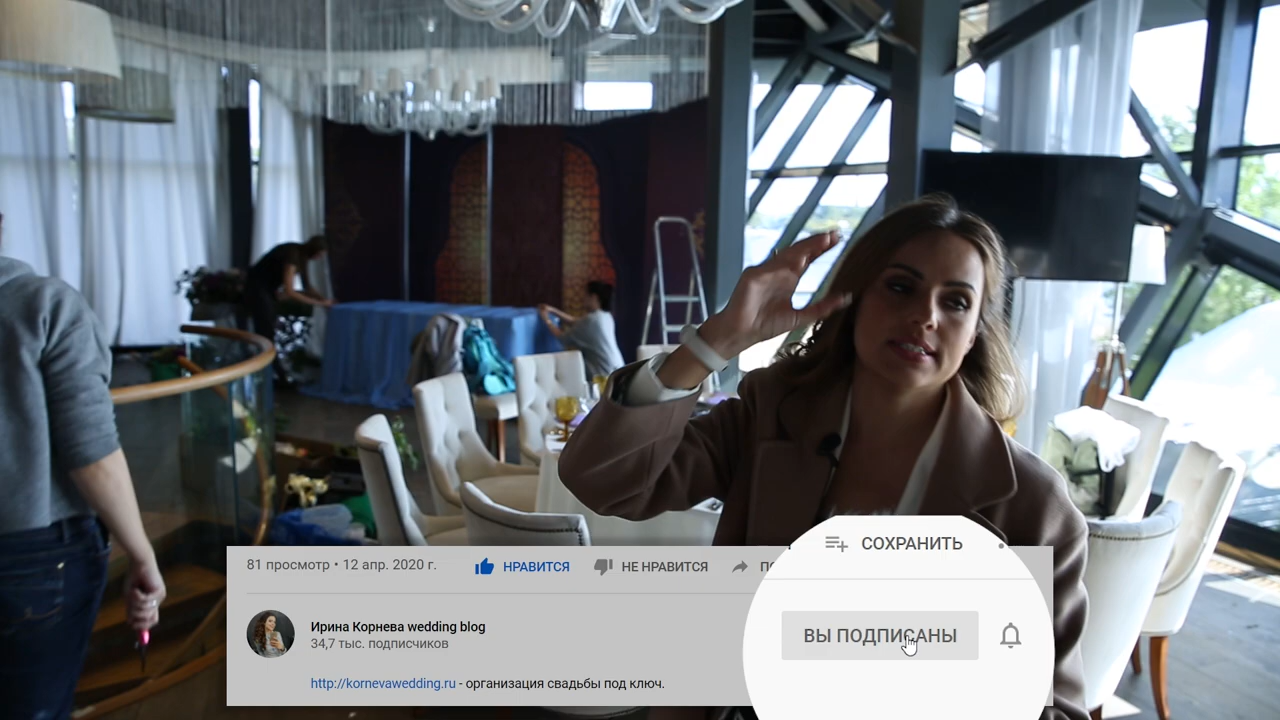 СОХРАНИТЬ
81 просмотр • 12 апр. 2020 г. НРАВИТСЯ НЕ НРАВИТСЯ
Ирина Корнева wedding blog ВЫ ПОДПИСАНЫ
34,7 тыс. подписчиков
http://kornevawedding.ru - организация свадьбы под ключ.